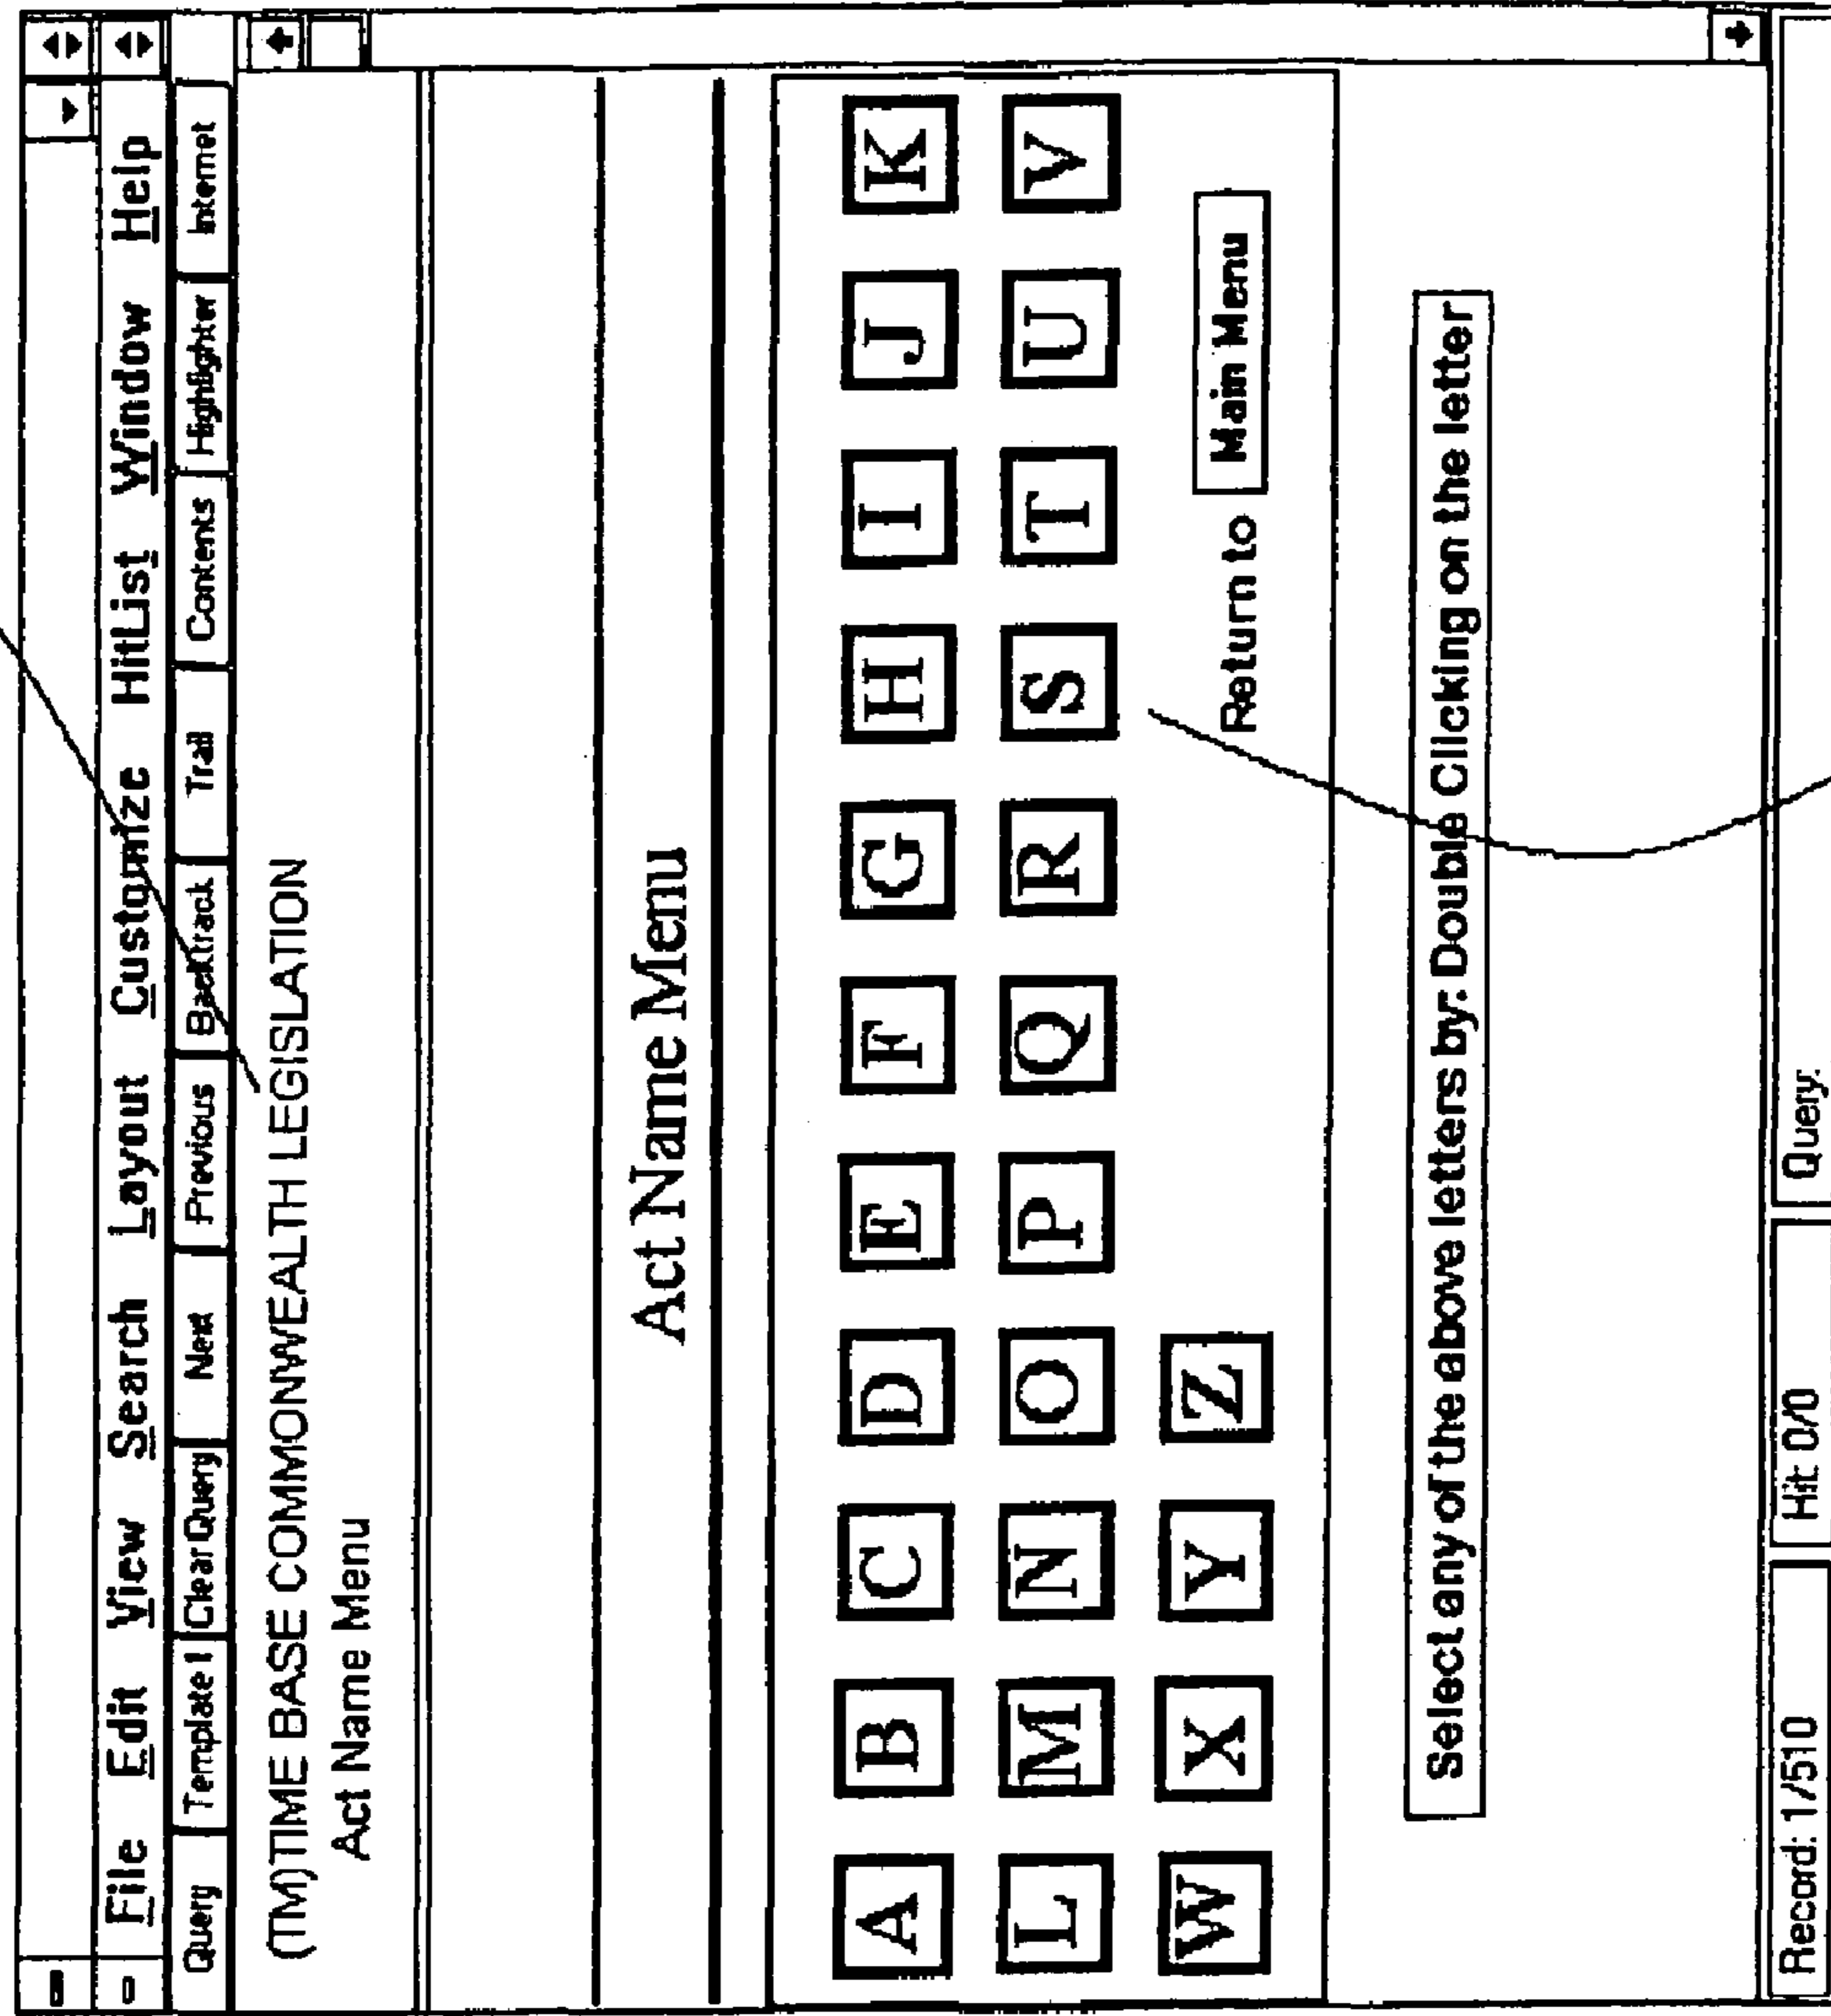 File Edit View Search Layout Customize HitList Window Help
Query Template 1 Clear Query Next Previous Backtrack Trail Contents Highlighter Internet
(TM)TIME BASE COMMONWEALTH LEGISLATION
Act Name Menu
Act Name Menu
A B C D E F G H I J K
L M N O P Q R S T U V
W X Y Z
Return to Main Menu
Select any of the above letters by: Double Clicking on the letter
Record: 1/510 Hit: 0/0 Query: